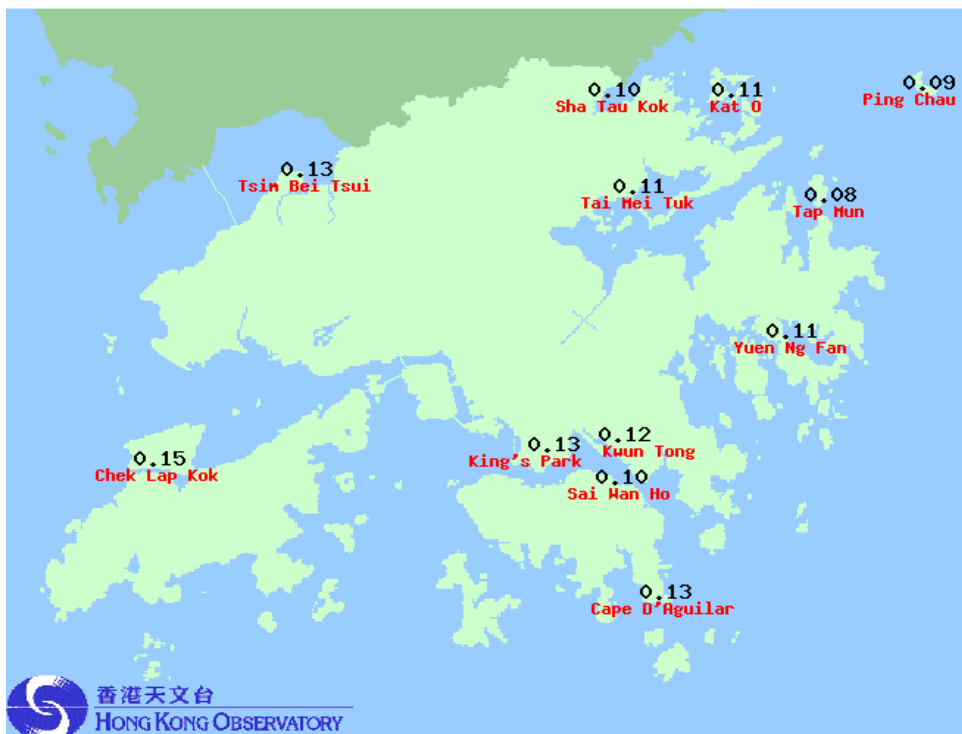 0.10
Sha Tau Kok
0.11
Kat O
0.09
Ping Chau
0.13
Tsim Bei Tsui
0.11
Tai Mei Tuk
0.08
Tap Mun
0.11
Yuen Ng Fan
0.15
Chek Lap Kok
0.13
King's Park
0.12
Kwun Tong
0.10
Sai Wan Ho
0.13
Cape D'Aguilar
香港天文台
HONG KONG OBSERVATORY